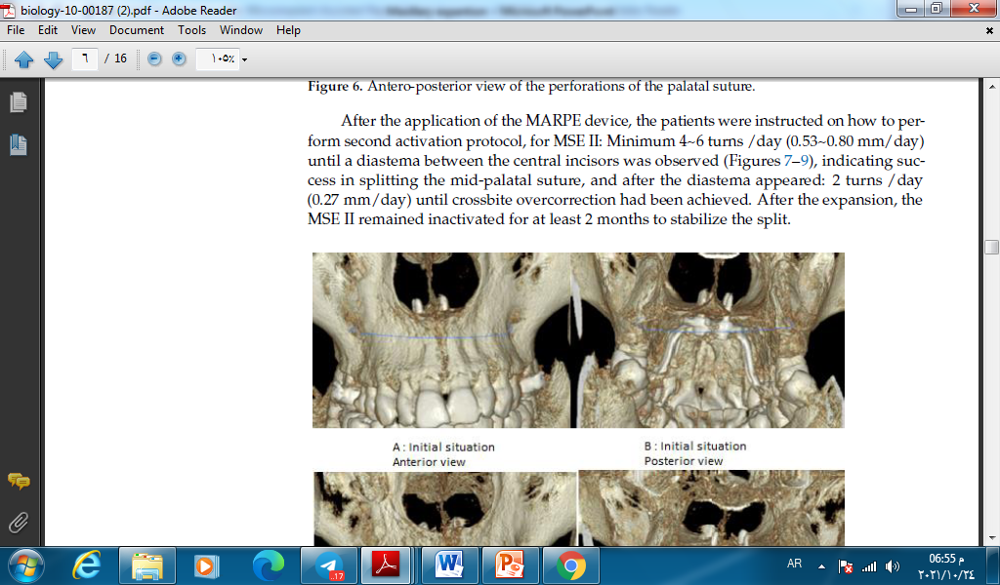 biology-10-00187 (2).pdf - Adobe Reader
File Edit View Document Tools Window Help
٦ / 16 ١٠٥%
Figure 6. Antero-posterior view of the perforations of the palatal suture.
After the application of the MARPE device, the patients were instructed on how to per-
form second activation protocol, for MSE II: Minimum 4~6 turns /day (0.53~0.80 mm/day)
until a diastema between the central incisors was observed (Figures 7–9), indicating suc-
cess in splitting the mid-palatal suture, and after the diastema appeared: 2 turns /day
(0.27 mm/day) until crossbite overcorrection had been achieved. After the expansion, the
MSE II remained inactivated for at least 2 months to stabilize the split.
A : Initial situation
Anterior view
B : Initial situation
Posterior view
.17
AR
06:55 م
٢٠٢١/١٠/٢٤